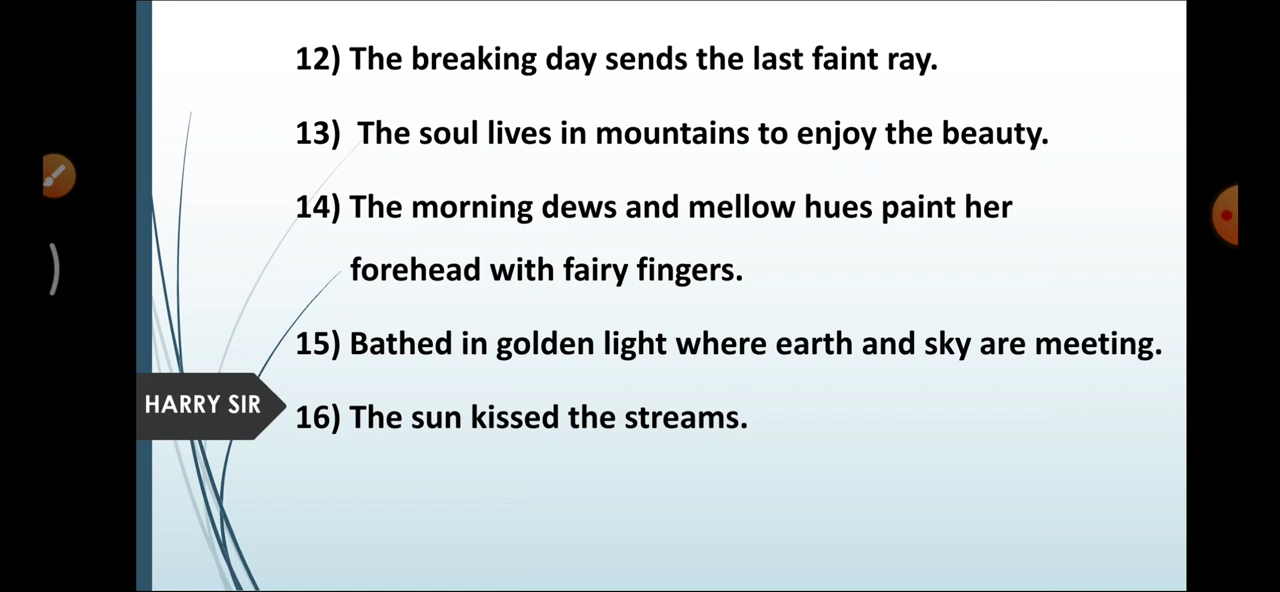 12) The breaking day sends the last faint ray.
13) The soul lives in mountains to enjoy the beauty.
14) The morning dews and mellow hues paint her
forehead with fairy fingers.
15) Bathed in golden light where earth and sky are meeting.
HARRY SIR
16) The sun kissed the streams.